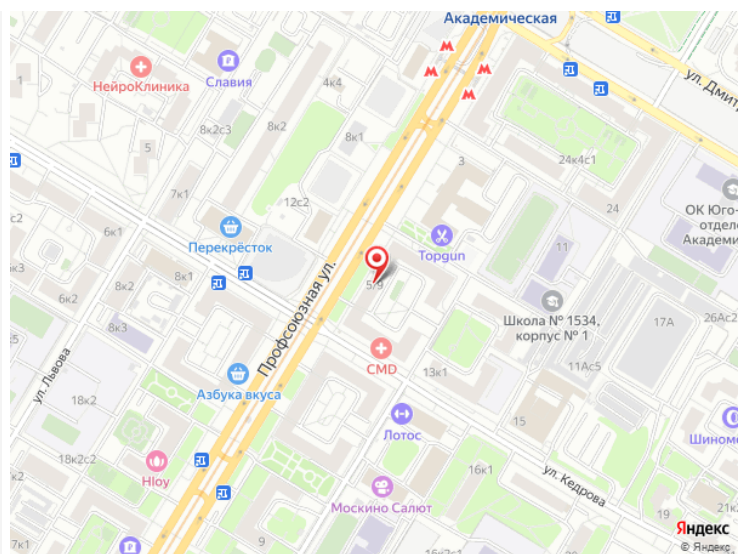 Академическая
НейроКлиника
Славия
4к4
ул. Дмитр
8к2с3
8к2
8к1
5
3
24к4с1
7к1
12с2
24
ОК Юго-
отдел
Академи
6к1
Перекрёсток
Topgun
11
6к2
8к1
5/9
Профсоюзная ул.
Школа № 1534,
корпус № 1
17А
26Ас2
8к3
CMD
13к1
11Ас5
ул. Львова
Азбука вкуса
18к2
Лотос
15
Шиномо
18к2с2
Hloy
16к1
ул. Кедрова
9
Москино Салют
19
21к
Яндекс
© Яндекс